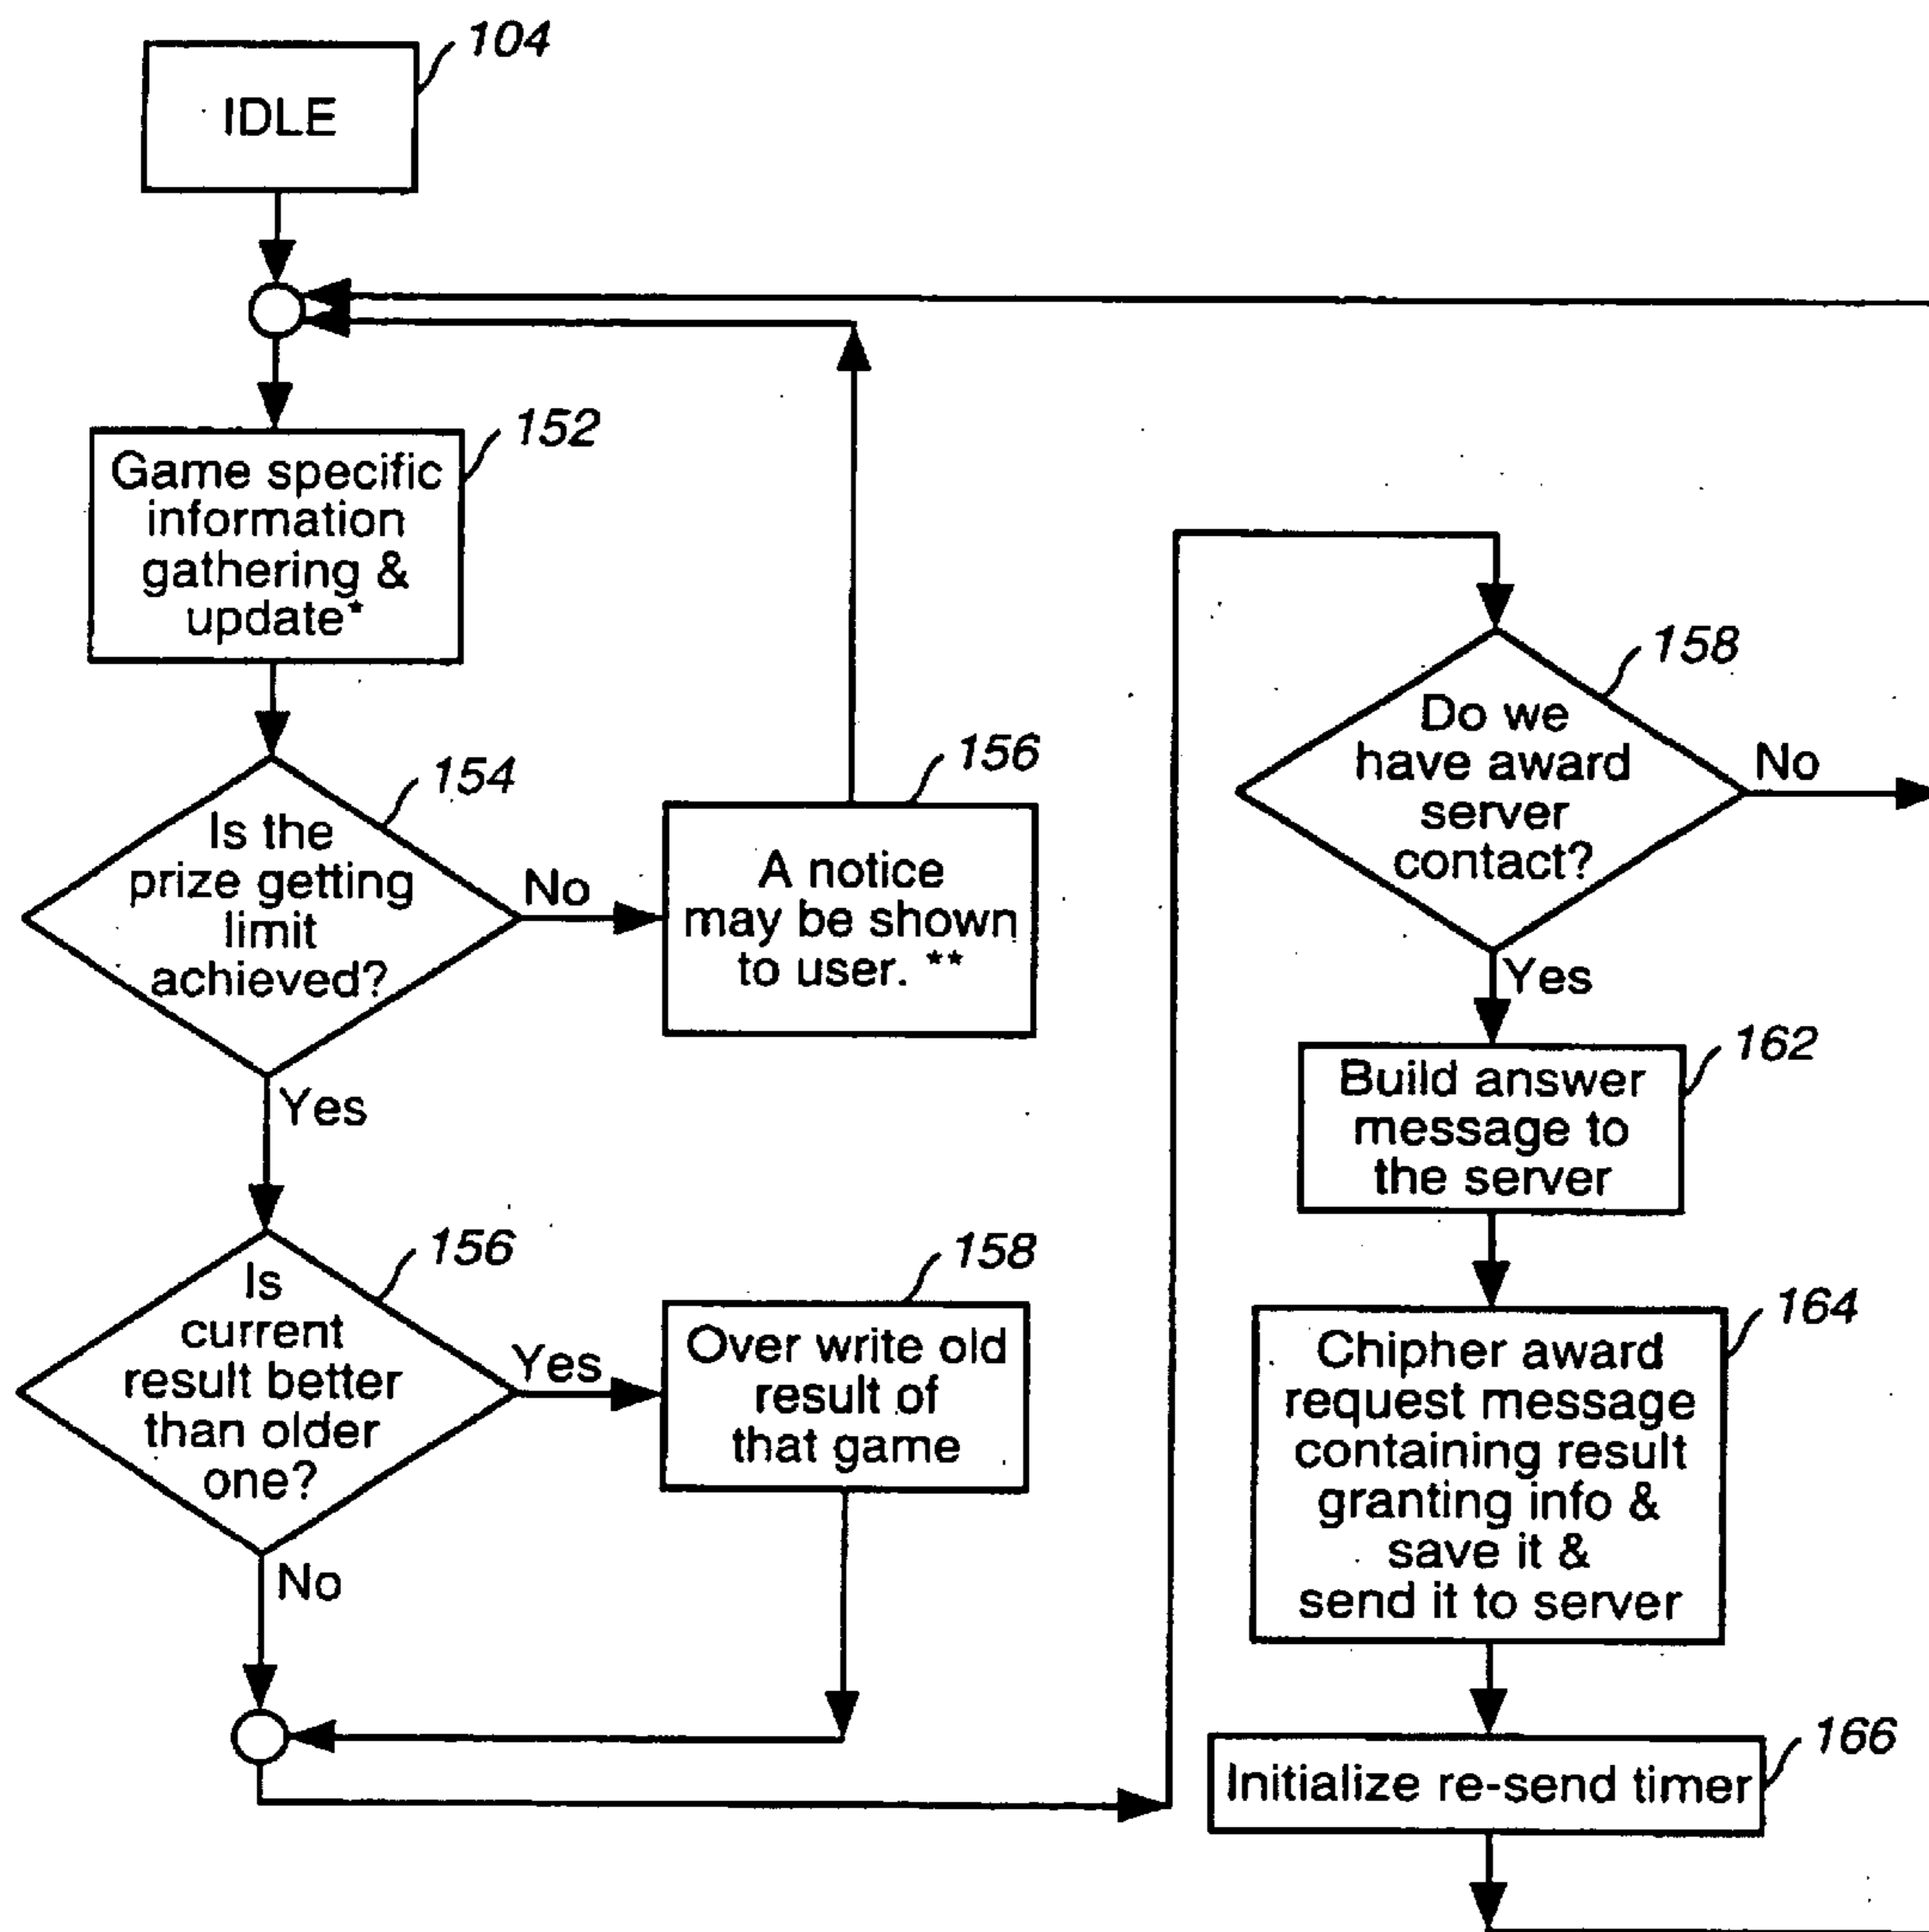 104
IDLE
152
Game specific
information
gathering &
update*
154
Is the
prize getting
limit
achieved?
No
156
A notice
may be shown
to user. **
Yes
156
Is
current
result better
than older
one?
Yes
158
Over write old
result of
that game
No
158
Do we
have award
server
contact?
No
Yes
162
Build answer
message to
the server
164
Chipher award
request message
containing result
granting info &
save it &
send it to server
166
Initialize re-send timer